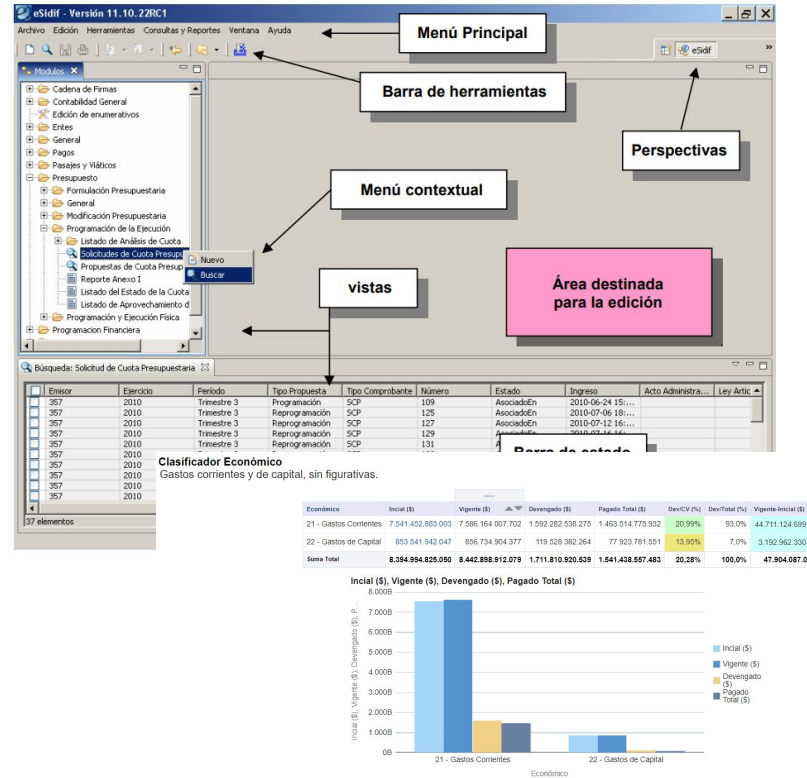 eSidif - Versión 11.10.22RC1
Archivo Edición Herramientas Consultas y Reportes Ventana Ayuda
Menú Principal
eSidif
Modulos
Barra de herramientas
Perspectivas
Cadena de Firmas
Contabilidad General
Edición de enumerativos
Entes
General
Pagos
Pasajes y Viáticos
Presupuesto
Formulación Presupuestaria
General
Modificación Presupuestaria
Programación de la Ejecución
Listado de Análisis de Cuota
Solicitudes de Cuota Presupu
Propuestas de Cuota Presup
Reporte Anexo I
Listado del Estado de la Cuota
Listado de Aprovechamiento d
Programación y Ejecución Física
Programacion Financiera
Nuevo
Buscar
Menú contextual
vistas
Área destinada
para la edición
Búsqueda: Solicitud de Cuota Presupuestaria
Emisor Ejercicio Período Tipo Propuesta Tipo Comprobante Número Estado Ingreso Acto Administra... Ley Artic
357 2010 Trimestre 3 Programación SCP 109 AsociadoEn 2010-06-24 15:...
357 2010 Trimestre 3 Reprogramación SCP 125 AsociadoEn 2010-07-06 18:...
357 2010 Trimestre 3 Reprogramación SCP 127 AsociadoEn 2010-07-12 16:...
357 2010 Trimestre 3 Reprogramación SCP 129
357 2010 Trimestre 3 Reprogramación SCP 131
357 2010
357 2010
357 2010
357 2010
Barra de estado
37 elementos
Clasificador Económico
Gastos corrientes y de capital, sin figurativas.
Económico Incial ($) Vigente ($) Devengado ($) Pagado Total ($) Dev/CV (%) Dev/Total (%) Vigente-Inicial ($)
21 - Gastos Corrientes 7.541.452.883.003 7.586.164.007.702 1.592.282.538.275 1.463.514.775.932 20,99% 93,0% 44.711.124.699
22 - Gastos de Capital 853.541.942.047 856.734.904.377 119.528.382.264 77.923.781.551 13,95% 7,0% 3.192.962.330
Suma Total 8.394.994.825.050 8.442.898.912.079 1.711.810.920.539 1.541.438.557.483 20,28% 100,0% 47.904.087.0
Incial ($), Vigente ($), Devengado ($), Pagado Total ($)
Incial ($), Vigente ($), Devengado ($), P...
8.000B
7.000B
6.000B
5.000B
4.000B
3.000B
2.000B
1.000B
0B
21 - Gastos Corrientes
22 - Gastos de Capital
Económico
Incial ($)
Vigente ($)
Devengado
($)
Pagado
Total ($)